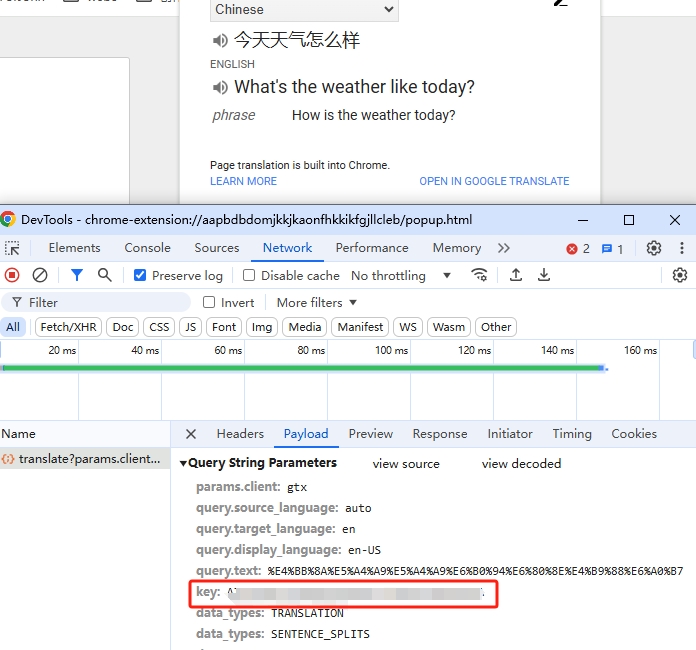 Chinese
今天天气怎么样
ENGLISH
What's the weather like today?
phrase How is the weather today?
Page translation is built into Chrome.
LEARN MORE OPEN IN GOOGLE TRANSLATE
DevTools - chrome-extension://aapbdbdomjkkjkaonfhkkikfgjllcleb/popup.html
Elements Console Sources Network Performance Memory 2 1
Preserve log Disable cache No throttling
Filter Invert More filters
All Fetch/XHR Doc CSS JS Font Img Media Manifest WS Wasm Other
20 ms 40 ms 60 ms 80 ms 100 ms 120 ms 140 ms 160 ms
Name Headers Payload Preview Response Initiator Timing Cookies
translate?params.client...
Query String Parameters view source view decoded
params.client: gtx
query.source_language: auto
query.target_language: en
query.display_language: en-US
query.text: %E4%BB%8A%E5%A4%A9%E5%A4%A9%E6%B0%94%E6%80%8E%E4%B9%88%E6%A0%B7
key:
data_types: TRANSLATION
data_types: SENTENCE_SPLITS